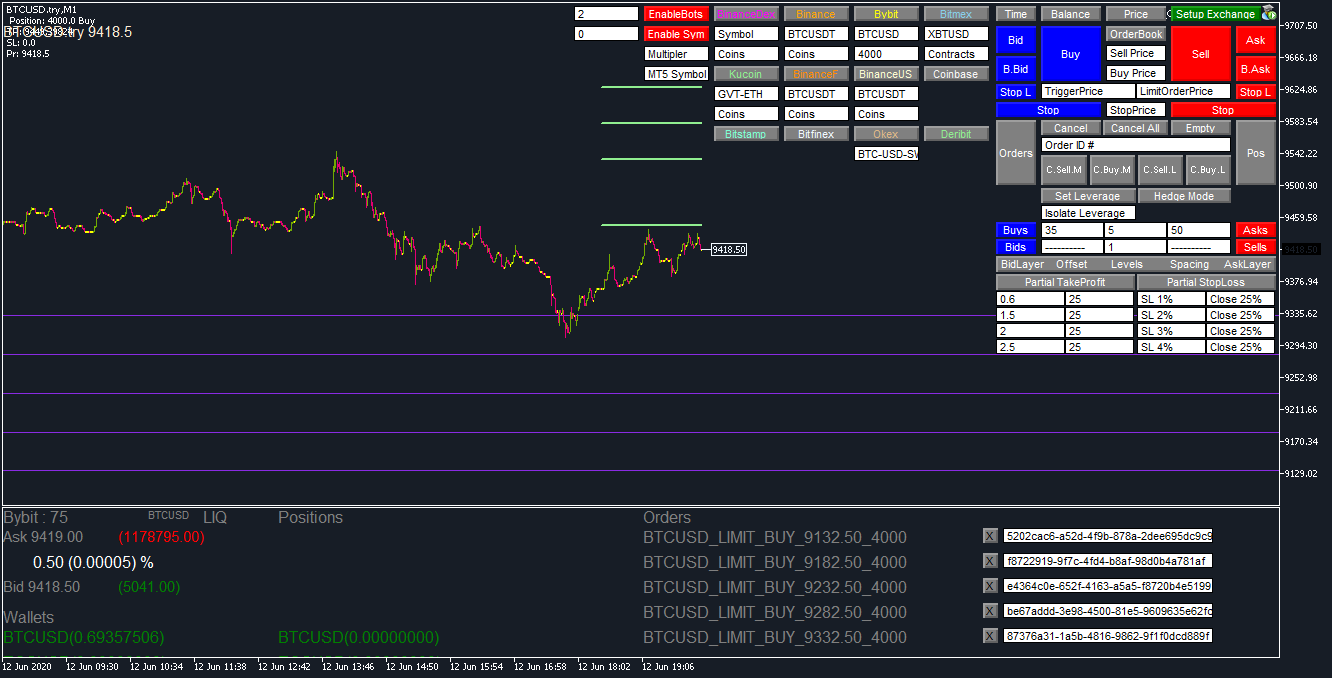 BTCUSD.try,M1
Position: 4000.0 Buy
BTCUSD.try 9418.5
SL: 0.0
Pr: 9418.5
2 EnableBots BinanceDex Binance Bybit Bitmex Time Balance Price Setup Exchange
0 Enable Sym Symbol BTCUSDT BTCUSD XBTUSD Bid Buy OrderBook Sell Ask
Multiplier Coins Coins 4000 Contracts Sell Price
MT5 Symbol Kucoin BinanceF BinanceUS Coinbase B.Bid Buy Price B.Ask
GVT-ETH BTCUSDT BTCUSDT Stop L TriggerPrice LimitOrderPrice Stop L
Coins Coins Coins Stop StopPrice Stop
Bitstamp Bitfinex Okex Deribit Cancel Cancel All Empty
BTC-USD-SW Orders Order ID # Pos
C.Sell.M C.Buy.M C.Sell.L C.Buy.L
Set Leverage Hedge Mode
Isolate Leverage
Buys 35 5 50 Asks
Bids ---------- 1 ---------- Sells
BidLayer Offset Levels Spacing AskLayer
Partial TakeProfit Partial StopLoss
0.6 25 SL 1% Close 25%
1.5 25 SL 2% Close 25%
2 25 SL 3% Close 25%
2.5 25 SL 4% Close 25%
9418.50
9707.50
9666.18
9624.86
9583.54
9542.22
9500.90
9459.58
9418.50
9376.94
9335.62
9294.30
9252.98
9211.66
9170.34
9129.02
Bybit : 75 BTCUSD LIQ Positions Orders
Ask 9419.00 (1178795.00) BTCUSD_LIMIT_BUY_9132.50_4000 X 5202cac6-a52d-4f9b-878a-2dee695dc9c9
0.50 (0.00005) % BTCUSD_LIMIT_BUY_9182.50_4000 X f8722919-9f7c-4fd4-b8af-98d0b4a781af
Bid 9418.50 (5041.00) BTCUSD_LIMIT_BUY_9232.50_4000 X e4364c0e-652f-4163-a5a5-f8720b4e5199
Wallets BTCUSD_LIMIT_BUY_9282.50_4000 X be67addd-3e98-4500-81e5-9609635e62fc
BTCUSD(0.69357506) BTCUSD(0.00000000) BTCUSD_LIMIT_BUY_9332.50_4000 X 87376a31-1a5b-4816-9862-9f1f0dcd889f
12 Jun 2020 12 Jun 09:30 12 Jun 10:34 12 Jun 11:38 12 Jun 12:42 12 Jun 13:46 12 Jun 14:50 12 Jun 15:54 12 Jun 16:58 12 Jun 18:02 12 Jun 19:06